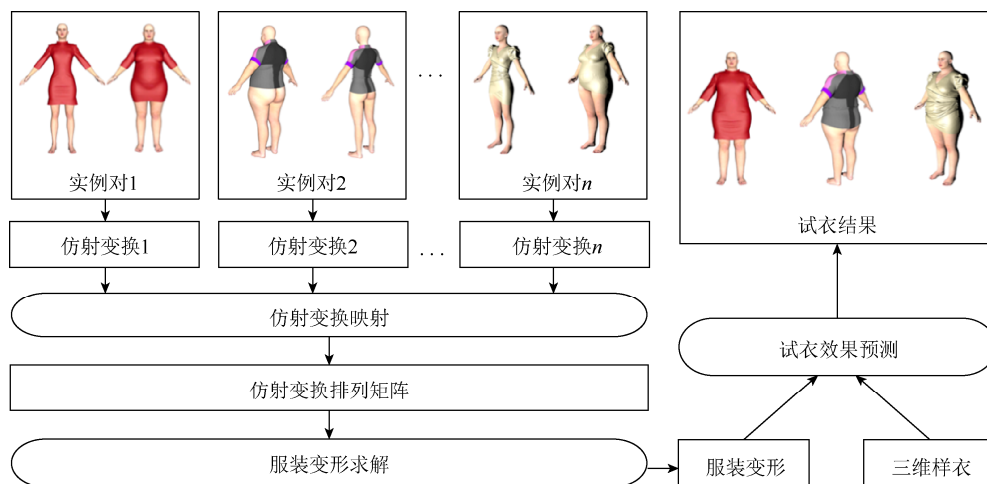 实例对1
实例对2
...
实例对n
仿射变换1
仿射变换2
...
仿射变换n
仿射变换映射
仿射变换排列矩阵
服装变形求解
服装变形
三维样衣
试衣效果预测
试衣结果